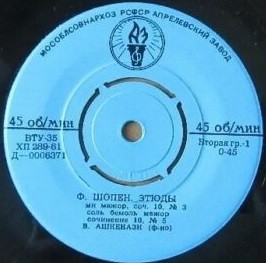 МОСОБЛСОВНАРХОЗ РСФСР АПРЕЛЕВСКИЙ ЗАВОД
45 об/мин
45 об/мин
ВТУ-35
ХП 289-61
Д—0006371
Вторая гр.-1
0-45
Ф. ШОПЕН. ЭТЮДЫ
ми мажор, соч. 10, № 3
соль бемоль мажор
сочинение 10, № 5
В. АШКЕНАЗИ (ф-но)